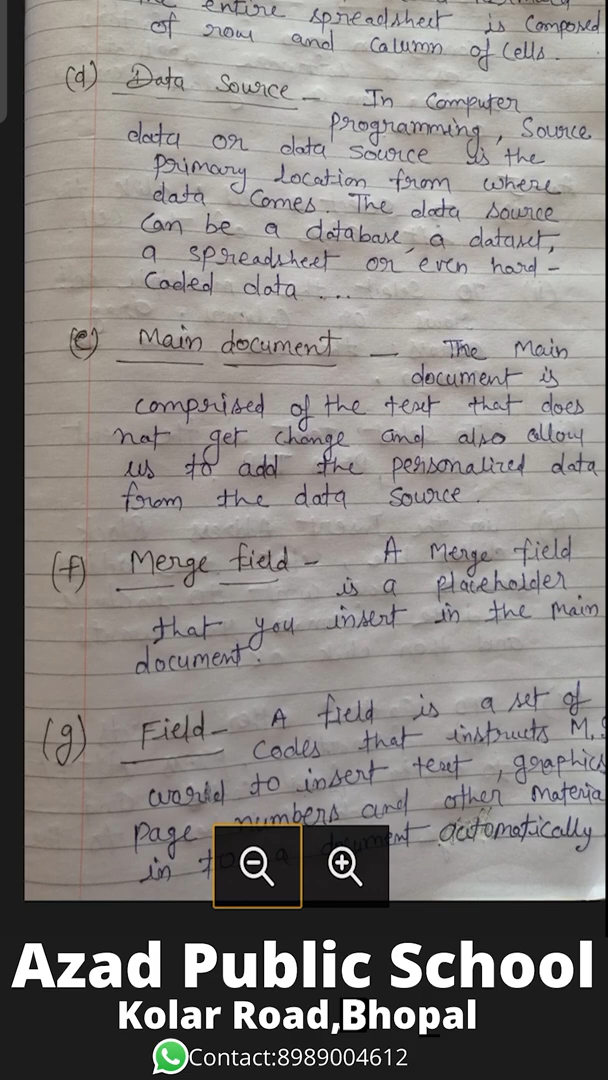 entire spreadsheet is composed
of row and column of cells.
(d) Data Source - In Computer
programming, Source
data or data source is the
primary location from where
data comes. The data source
can be a database, a dataset,
a spreadsheet or even hard-
Coded data ...
(e) Main document - The Main
document is
comprised of the text that does
not get change and also allow
us to add the personalized data
from the data source.
(f) Merge field - A Merge field
is a placeholder
that you insert in the main
document.
(g) Field - A field is a set of
Codes that instructs M.S
world to insert text, graphics
page numbers and other materia
in to a document automatically
Azad Public School
Kolar Road,Bhopal
Contact:8989004612